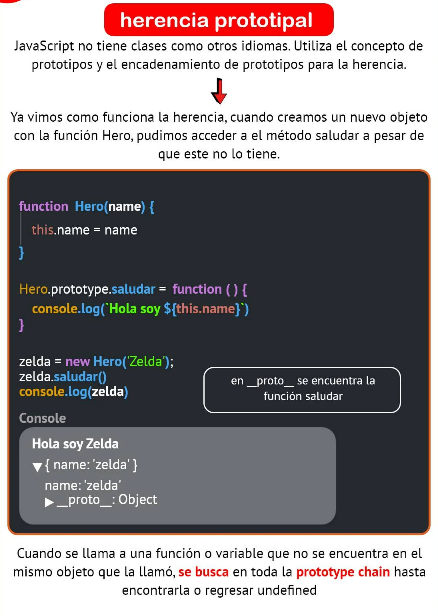 herencia prototipal
JavaScript no tiene clases como otros idiomas. Utiliza el concepto de
prototipos y el encadenamiento de prototipos para la herencia.
Ya vimos como funciona la herencia, cuando creamos un nuevo objeto
con la función Hero, pudimos acceder a el método saludar a pesar de
que este no lo tiene.
function Hero(name) {
this.name = name
}
Hero.prototype.saludar = function ( ) {
console.log(`Hola soy ${this.name}`)
}
zelda = new Hero('Zelda');
zelda.saludar()
console.log(zelda)
en __proto__ se encuentra la
función saludar
Console
Hola soy Zelda
▼{ name: 'zelda' }
name: 'zelda'
▶ __proto__: Object
Cuando se llama a una función o variable que no se encuentra en el
mismo objeto que la llamó, se busca en toda la prototype chain hasta
encontrarla o regresar undefined